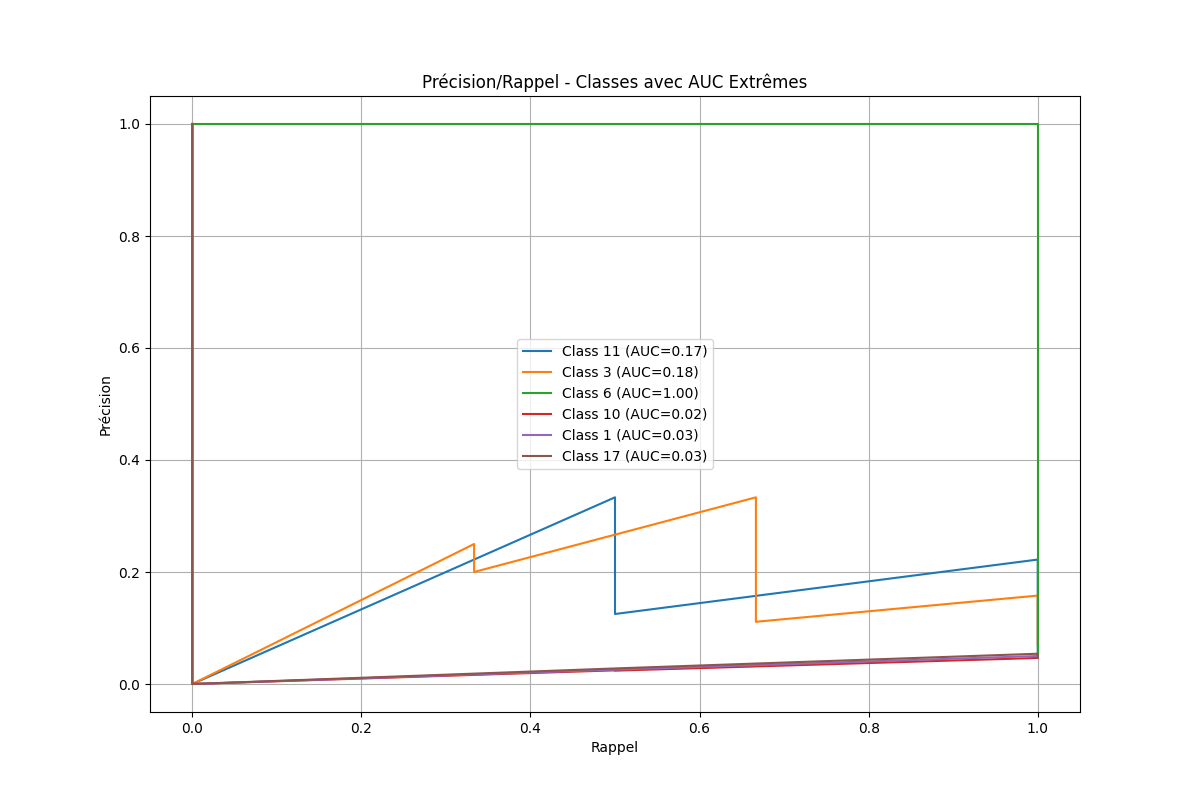 Précision/Rappel - Classes avec AUC Extrêmes
1.0
0.8
0.6
0.4
0.2
0.0
Précision
Class 11 (AUC=0.17)
Class 3 (AUC=0.18)
Class 6 (AUC=1.00)
Class 10 (AUC=0.02)
Class 1 (AUC=0.03)
Class 17 (AUC=0.03)
0.0 0.2 0.4 0.6 0.8 1.0
Rappel